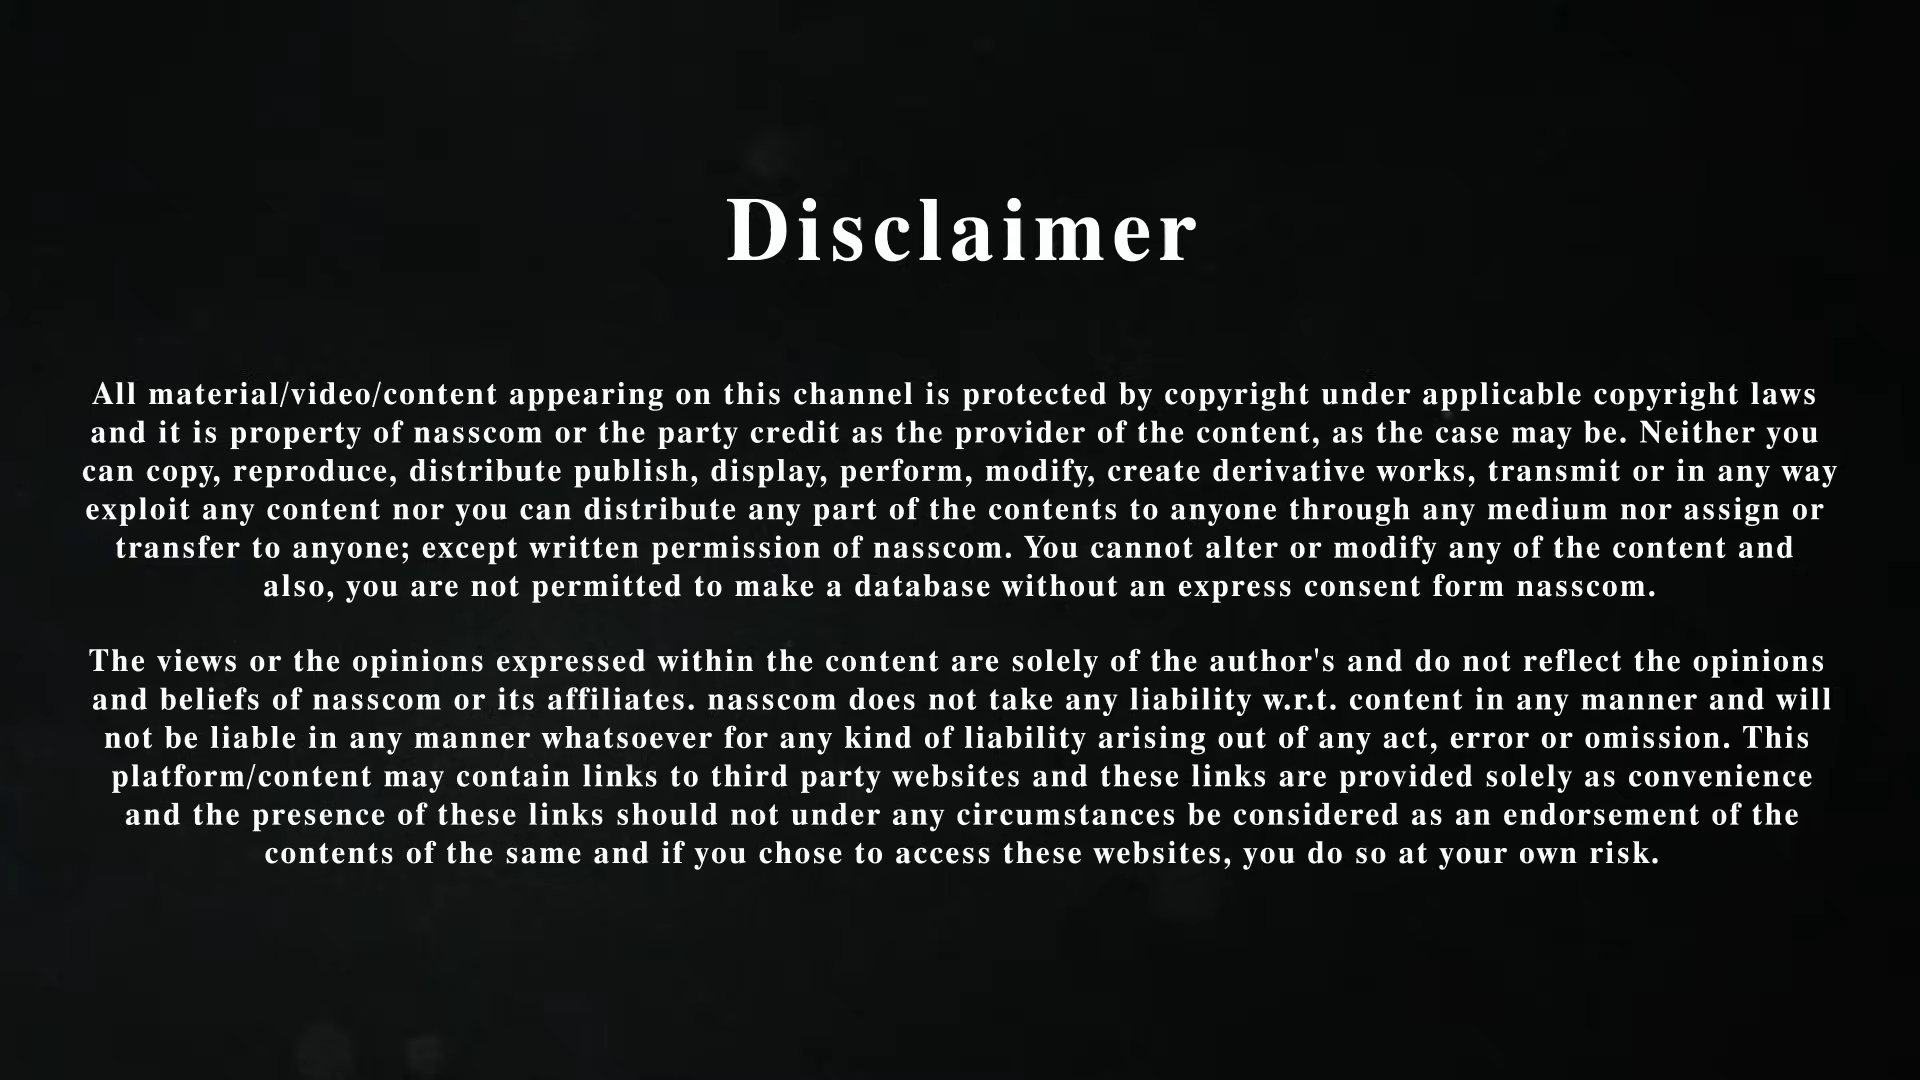 Disclaimer
All material/video/content appearing on this channel is protected by copyright under applicable copyright laws
and it is property of nasscom or the party credit as the provider of the content, as the case may be. Neither you
can copy, reproduce, distribute publish, display, perform, modify, create derivative works, transmit or in any way
exploit any content nor you can distribute any part of the contents to anyone through any medium nor assign or
transfer to anyone; except written permission of nasscom. You cannot alter or modify any of the content and
also, you are not permitted to make a database without an express consent form nasscom.
The views or the opinions expressed within the content are solely of the author's and do not reflect the opinions
and beliefs of nasscom or its affiliates. nasscom does not take any liability w.r.t. content in any manner and will
not be liable in any manner whatsoever for any kind of liability arising out of any act, error or omission. This
platform/content may contain links to third party websites and these links are provided solely as convenience
and the presence of these links should not under any circumstances be considered as an endorsement of the
contents of the same and if you chose to access these websites, you do so at your own risk.